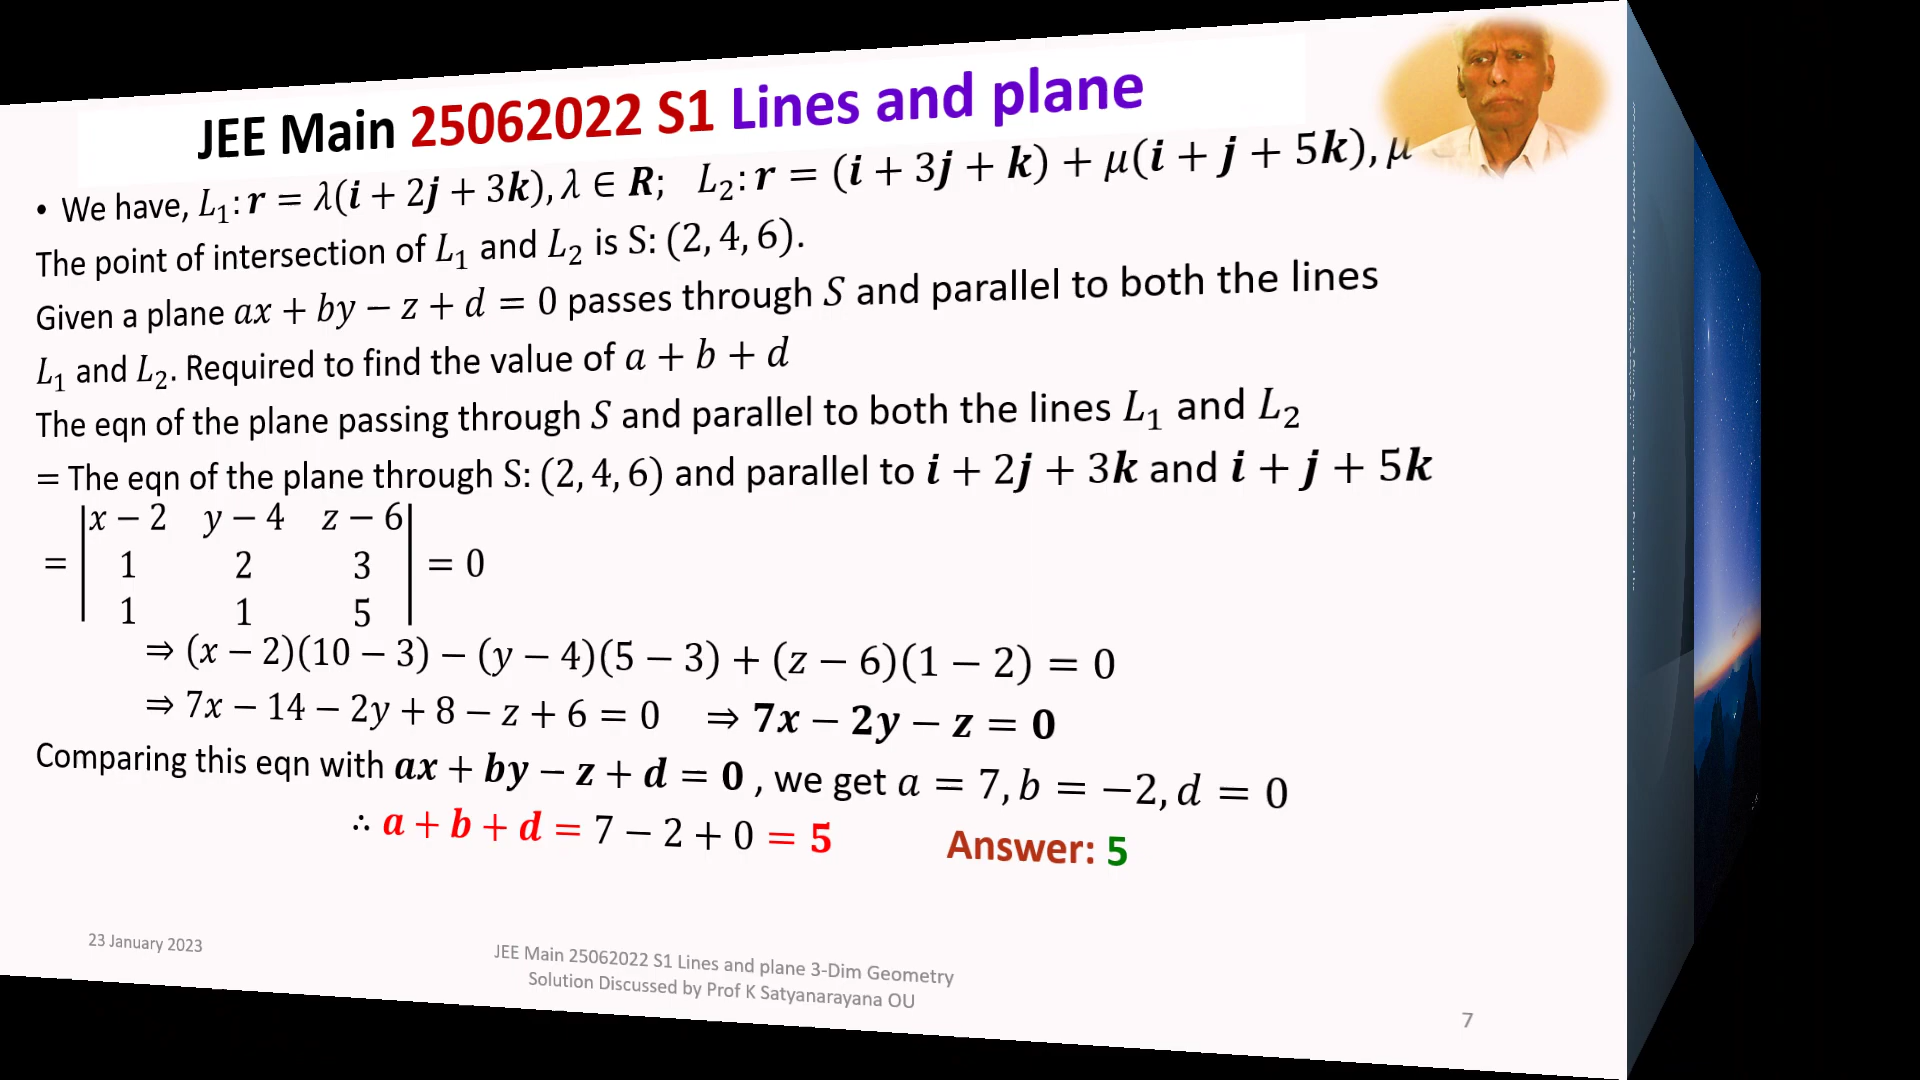 JEE Main 25062022 S1 Lines and plane
• We have, L₁: r = λ(i + 2j + 3k), λ ∈ R; L₂: r = (i + 3j + k) + μ(i + j + 5k), μ
The point of intersection of L₁ and L₂ is S: (2, 4, 6).
Given a plane ax + by − z + d = 0 passes through S and parallel to both the lines
L₁ and L₂. Required to find the value of a + b + d
The eqn of the plane passing through S and parallel to both the lines L₁ and L₂
= The eqn of the plane through S: (2, 4, 6) and parallel to i + 2j + 3k and i + j + 5k
= |x − 2 y − 4 z − 6|
|1 2 3| = 0
|1 1 5|
⇒ (x − 2)(10 − 3) − (y − 4)(5 − 3) + (z − 6)(1 − 2) = 0
⇒ 7x − 14 − 2y + 8 − z + 6 = 0 ⇒ 7x − 2y − z = 0
Comparing this eqn with ax + by − z + d = 0 , we get a = 7, b = −2, d = 0
∴ a + b + d = 7 − 2 + 0 = 5 Answer: 5
23 January 2023
JEE Main 25062022 S1 Lines and plane 3-Dim Geometry
Solution Discussed by Prof K Satyanarayana OU
7